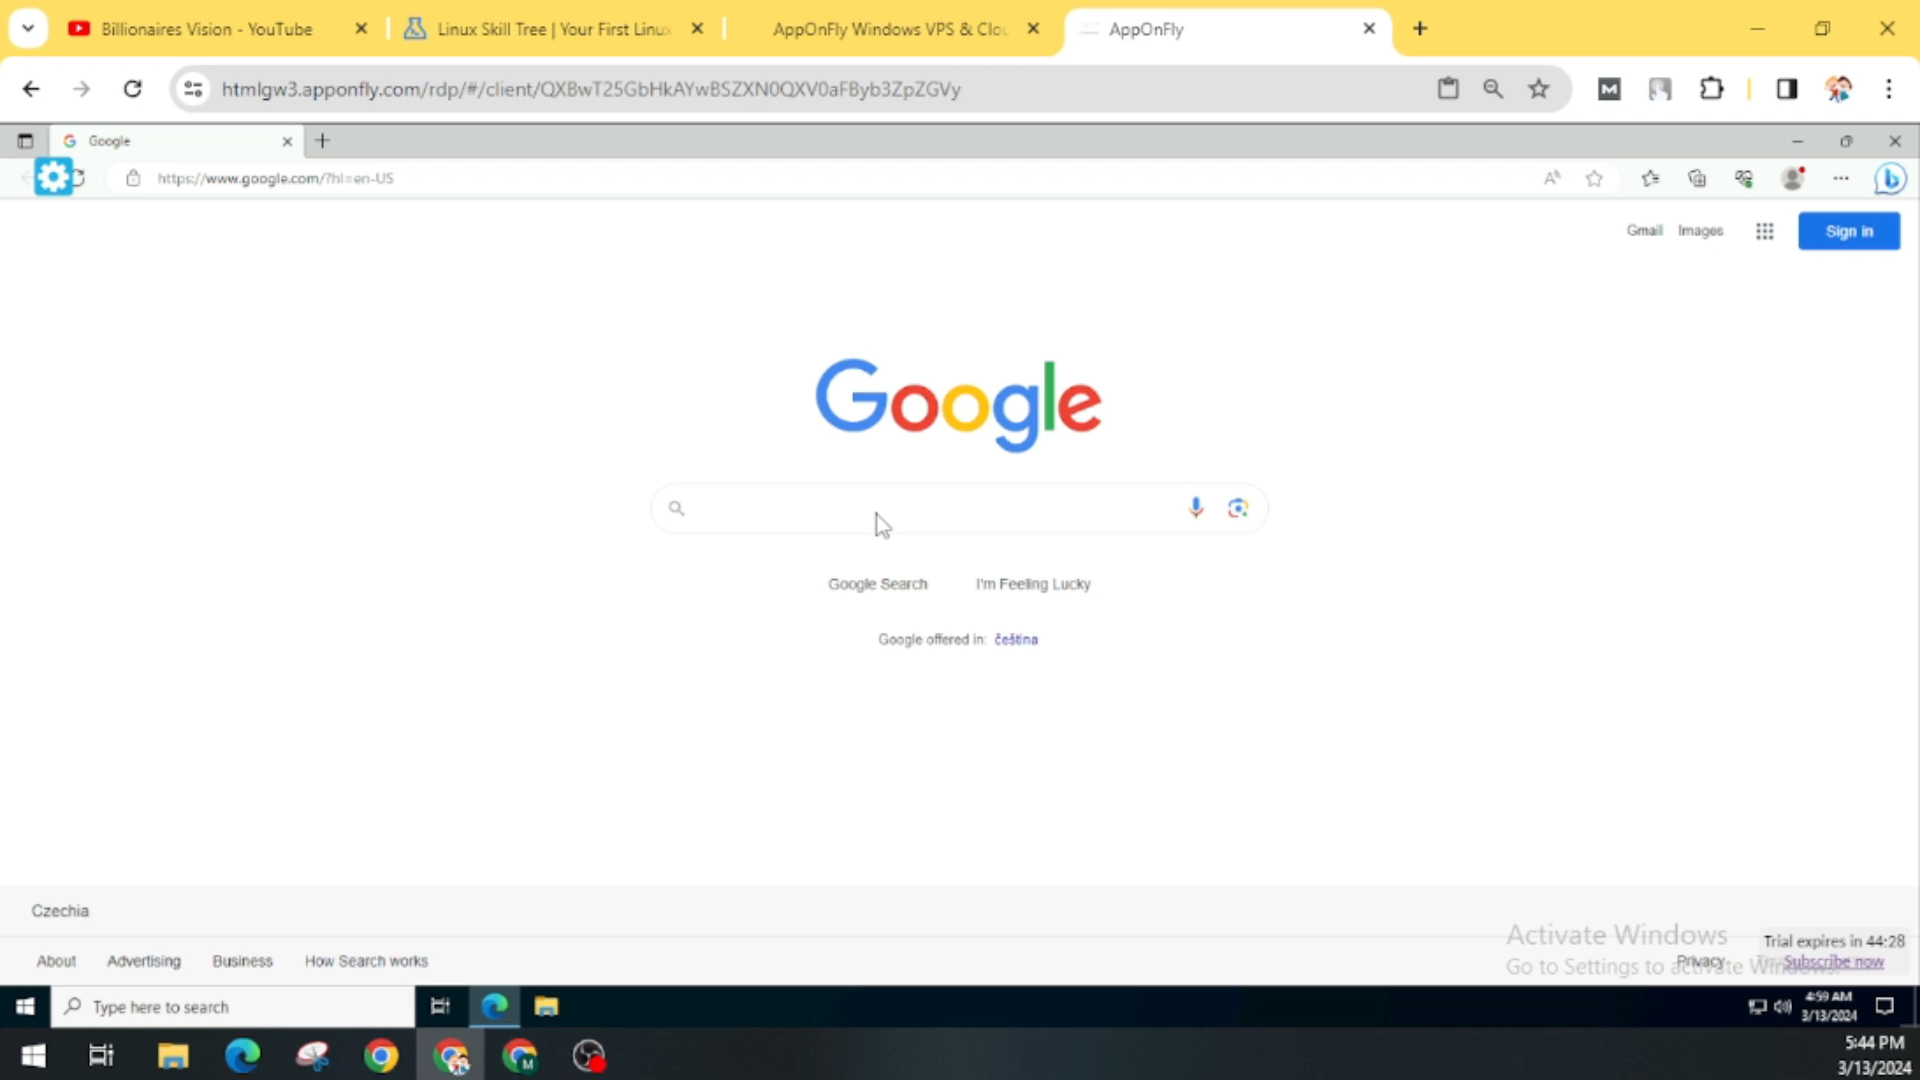 Billionaires Vision - YouTube
Linux Skill Tree | Your First Linux
AppOnFly Windows VPS & Clou
AppOnFly
htmlgw3.apponfly.com/rdp/#/client/QXBwT25GbHkAYwBSZXN0QXV0aFByb3ZpZGVy
Google
https://www.google.com/?hl=en-US
Gmail Images Sign in
Google
Google Search I'm Feeling Lucky
Google offered in: čeština
Czechia
Activate Windows
Go to Settings to activate Windows.
Trial expires in 44:28
Subscribe now
About Advertising Business How Search works Privacy
Type here to search
4:59 AM
3/13/2024
5:44 PM
3/13/2024